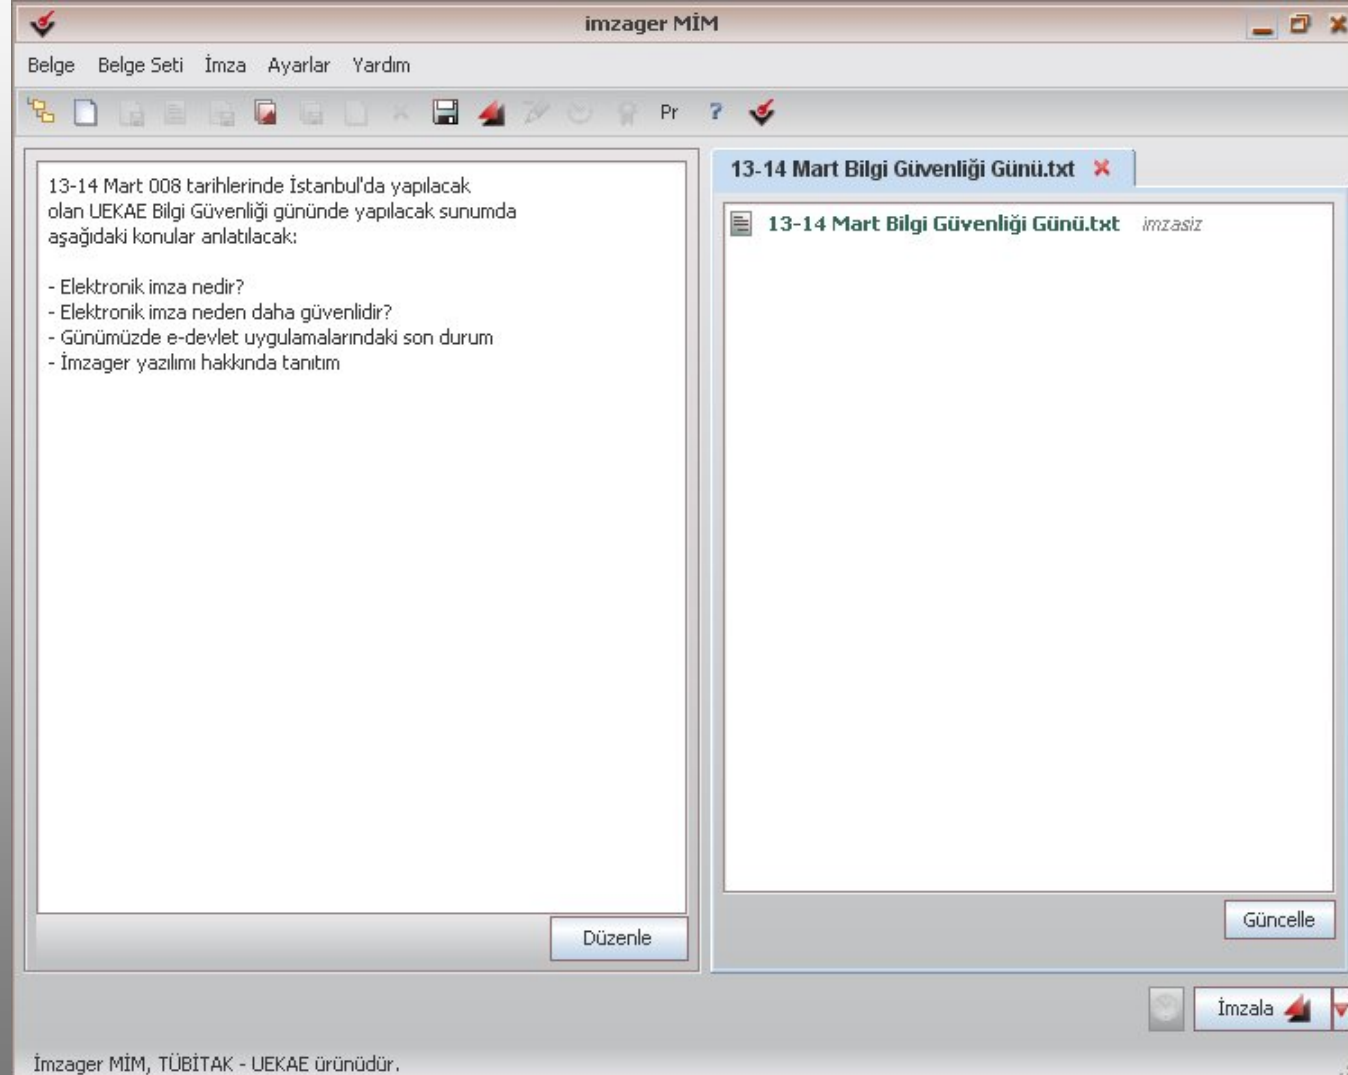 imzager MİM
Belge Belge Seti İmza Ayarlar Yardım
Pr ?
13-14 Mart 008 tarihlerinde İstanbul'da yapılacak
olan UEKAE Bilgi Güvenliği gününde yapılacak sunumda
aşağıdaki konular anlatılacak:
- Elektronik imza nedir?
- Elektronik imza neden daha güvenlidir?
- Günümüzde e-devlet uygulamalarındaki son durum
- İmzager yazılımı hakkında tanıtım
Düzenle
13-14 Mart Bilgi Güvenliği Günü.txt
13-14 Mart Bilgi Güvenliği Günü.txt imzasiz
Güncelle
İmzala
İmzager MİM, TÜBİTAK - UEKAE ürünüdür.